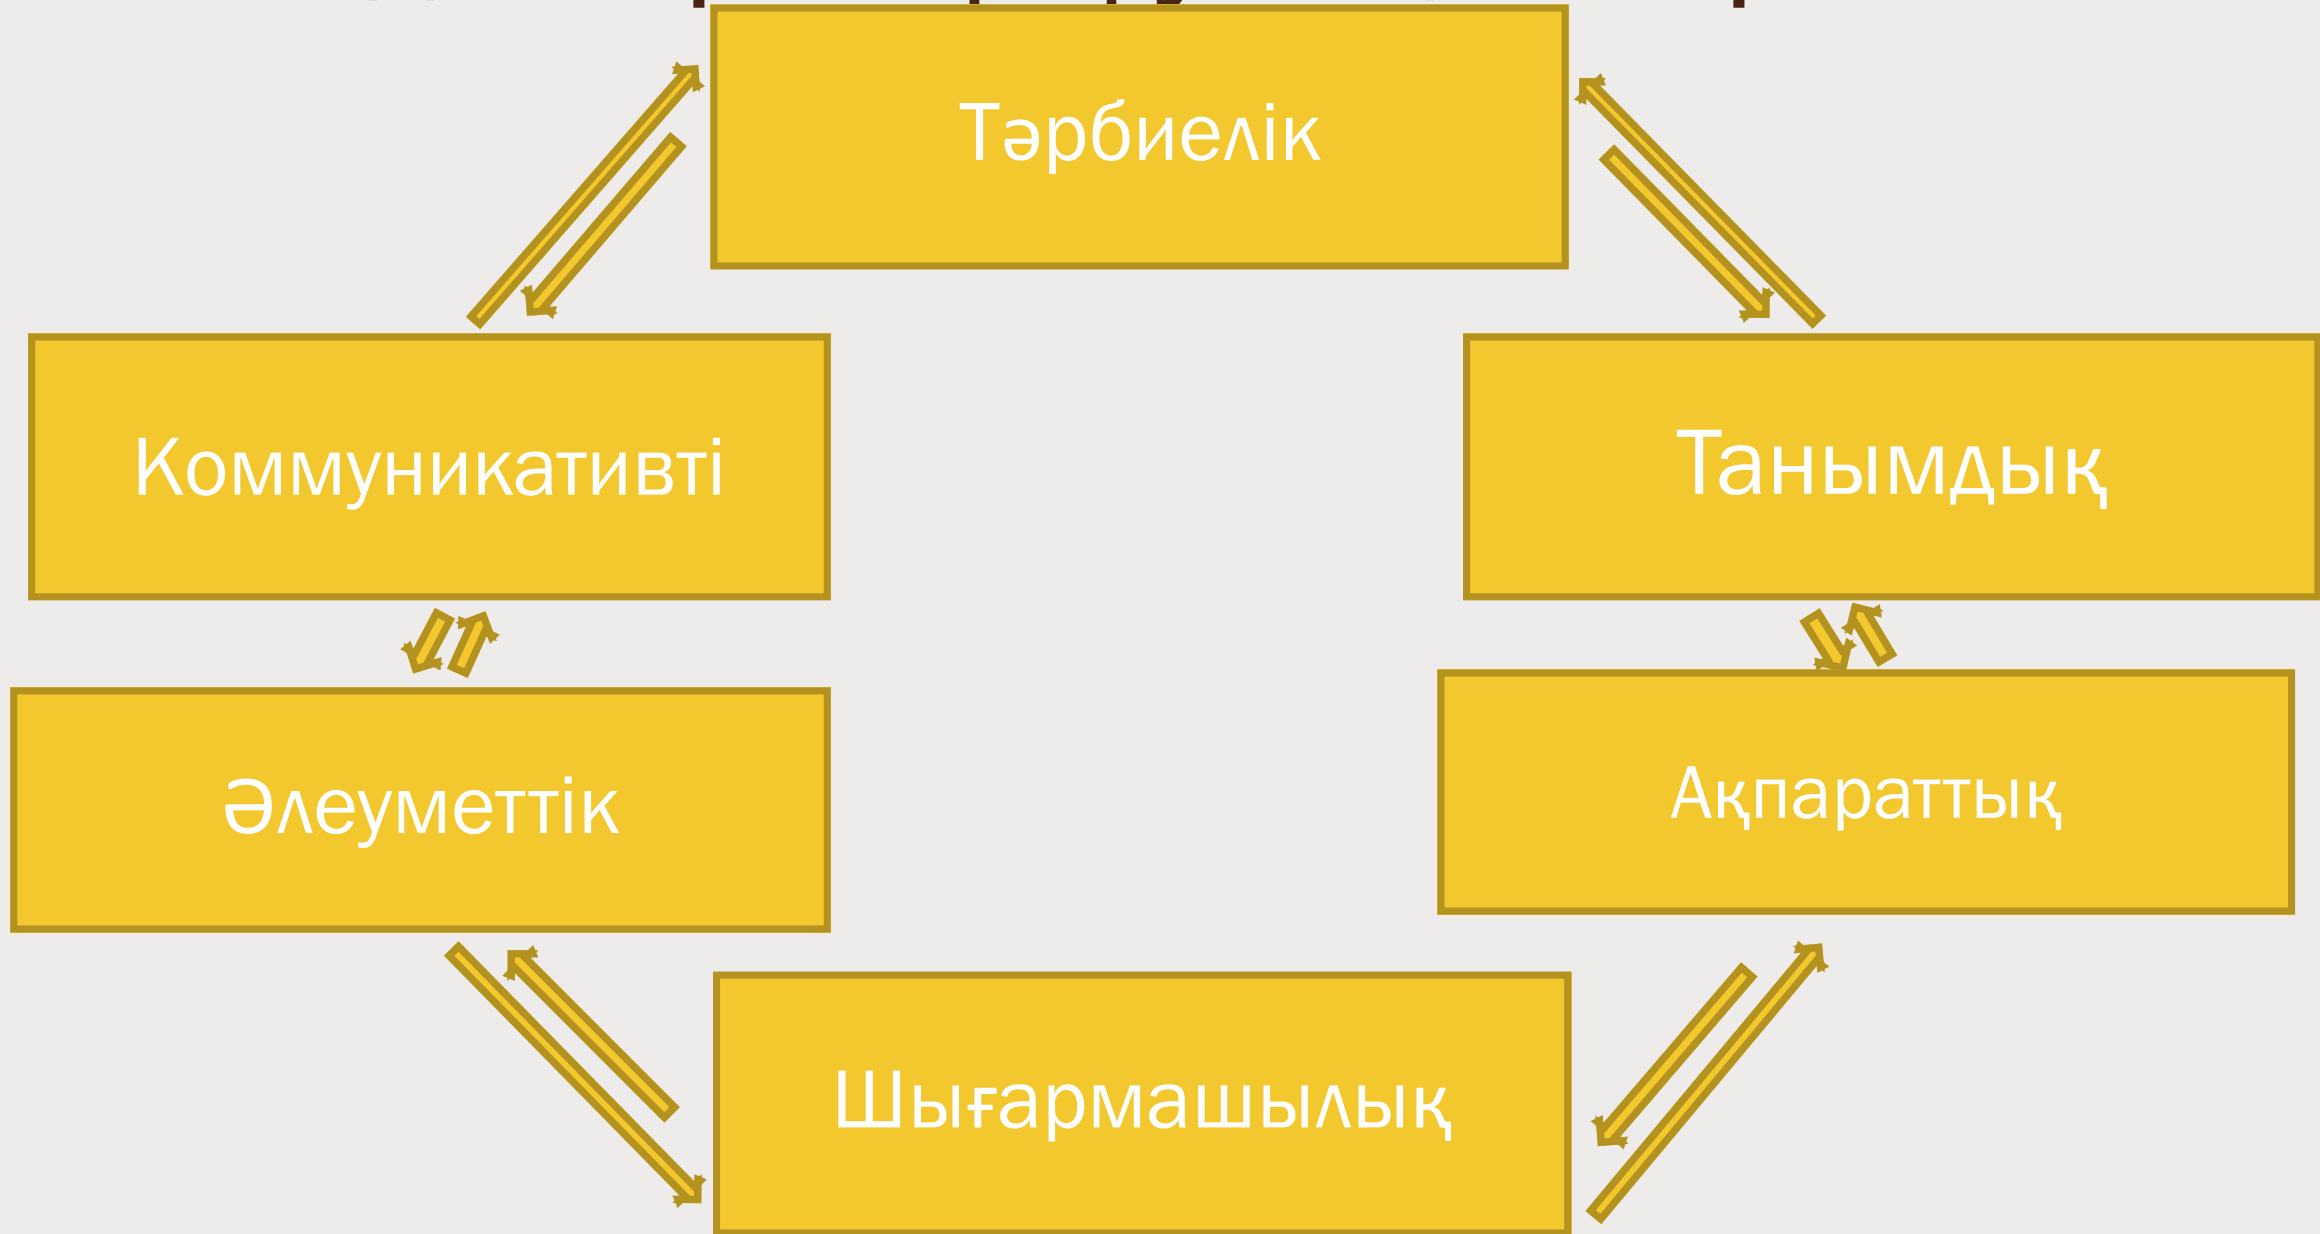 Тәрбиелік
Коммуникативті
Танымдық
Әлеуметтік
Ақпараттық
Шығармашылық